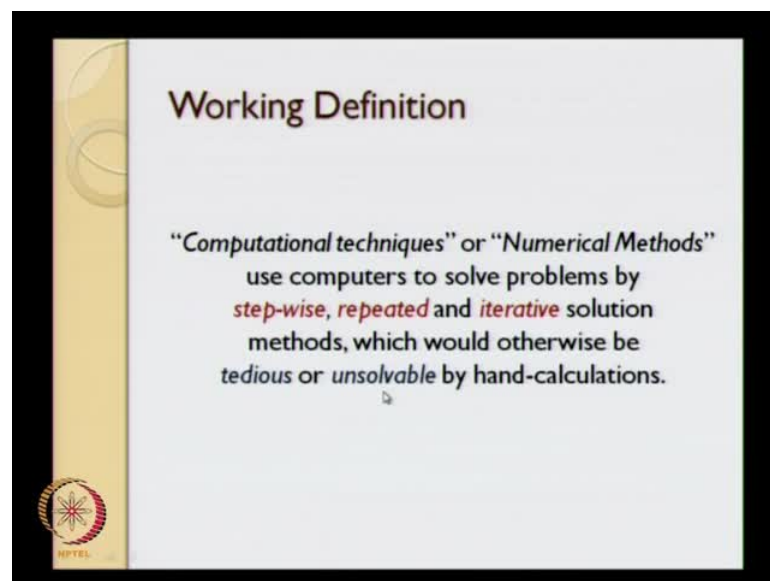 Working Definition
“Computational techniques” or “Numerical Methods”
use computers to solve problems by
step-wise, repeated and iterative solution
methods, which would otherwise be
tedious or unsolvable by hand-calculations.
NPTEL